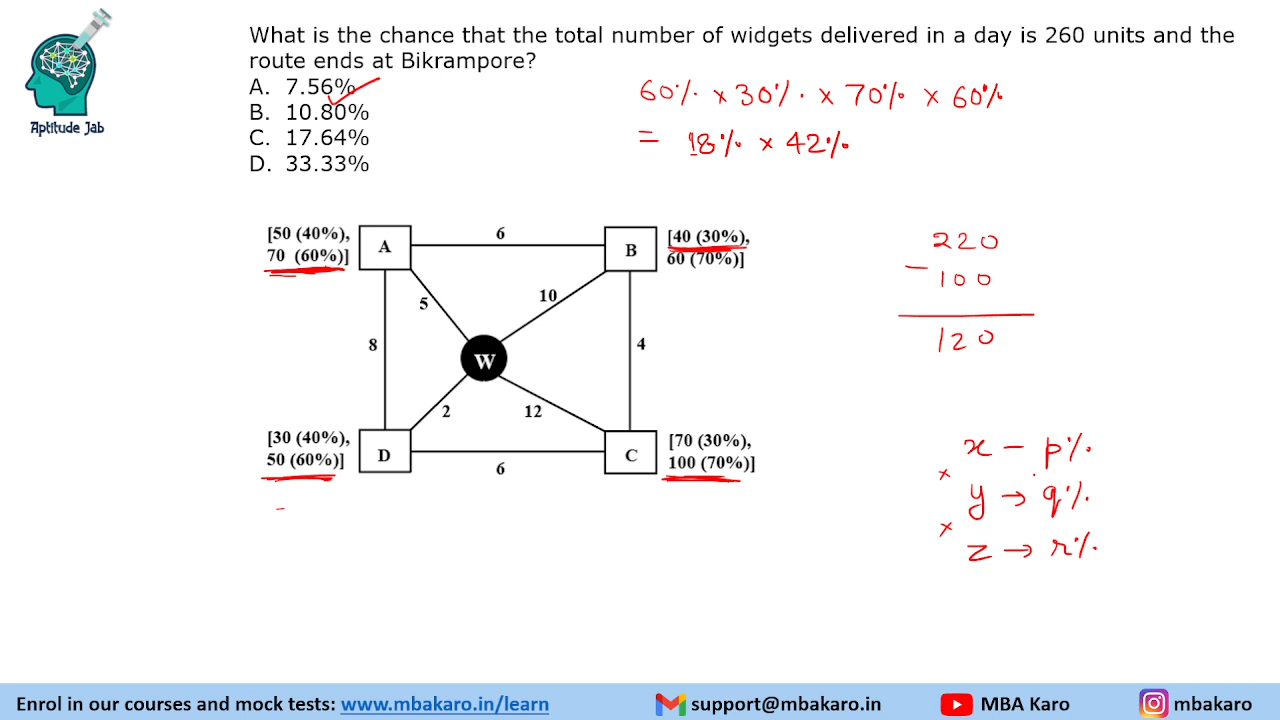 What is the chance that the total number of widgets delivered in a day is 260 units and the
route ends at Bikrampore?
A. 7.56%
B. 10.80%
C. 17.64%
D. 33.33%
Aptitude Jab
60% × 30% × 70% × 60%
= 18% × 42%
[50 (40%),
70 (60%)]
A
6
B
[40 (30%),
60 (70%)]
5
10
8
W
4
2
12
[30 (40%),
50 (60%)]
D
6
C
[70 (30%),
100 (70%)]
220
- 100
120
x - p%
×
y → q%
×
z → r%
Enrol in our courses and mock tests: www.mbakaro.in/learn
support@mbakaro.in
MBA Karo
mbakaro